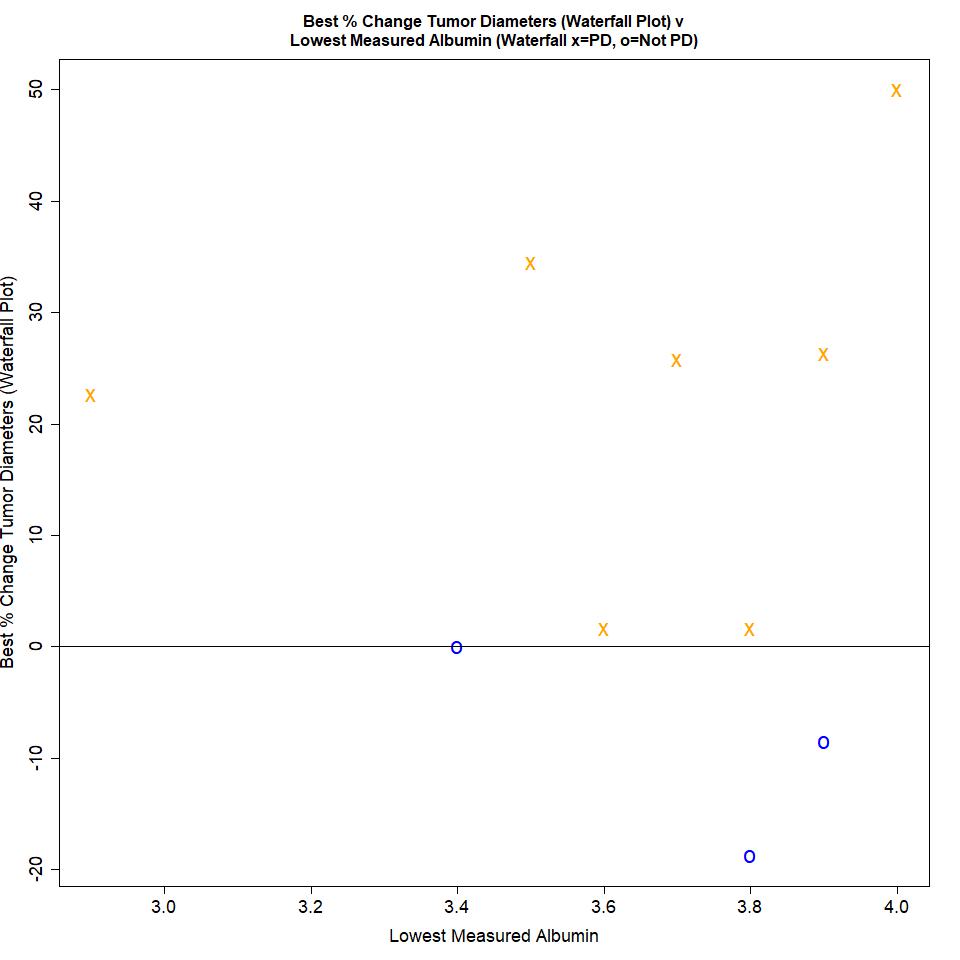 Best % Change Tumor Diameters (Waterfall Plot) v
Lowest Measured Albumin (Waterfall x=PD, o=Not PD)
Best % Change Tumor Diameters (Waterfall Plot)
50
40
30
20
10
0
-10
-20
x
x
x
x
x
x
x
o
o
o
3.0
3.2
3.4
3.6
3.8
4.0
Lowest Measured Albumin